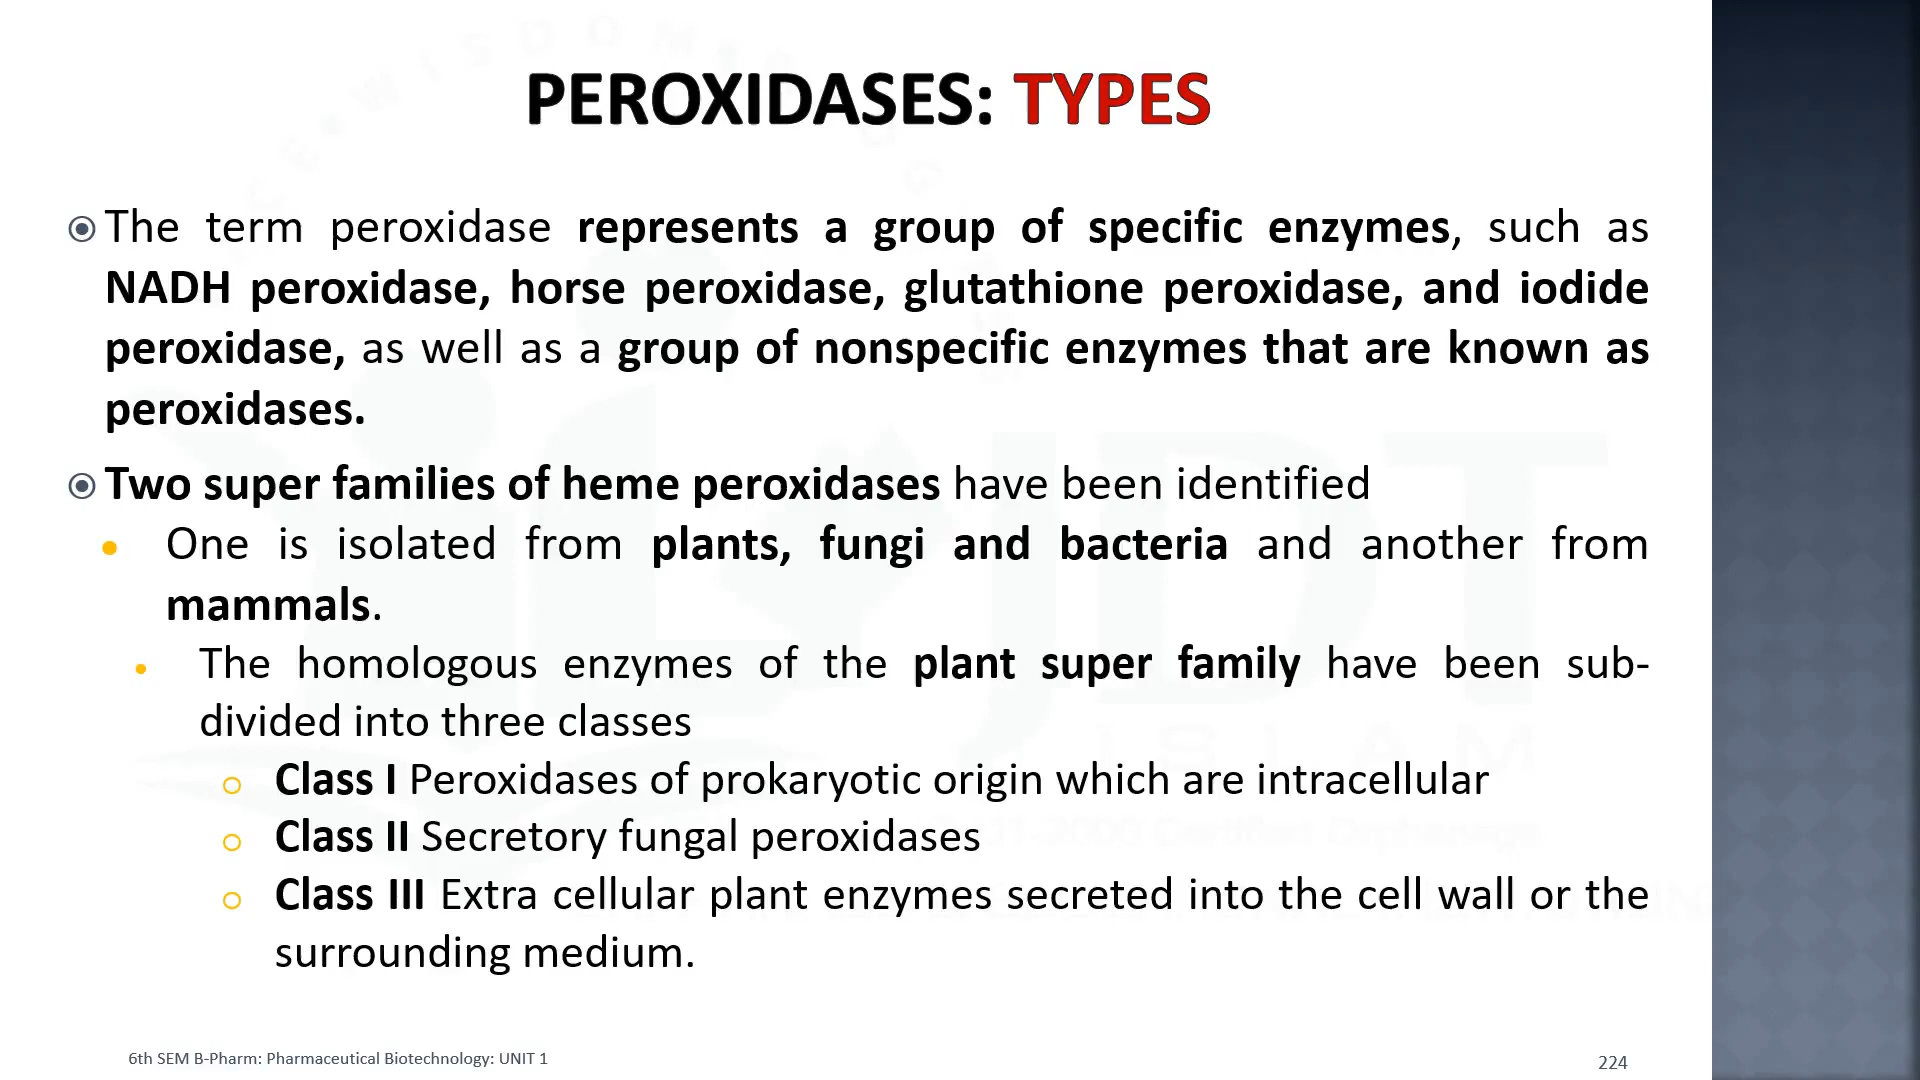 PEROXIDASES: TYPES
The term peroxidase represents a group of specific enzymes, such as
NADH peroxidase, horse peroxidase, glutathione peroxidase, and iodide
peroxidase, as well as a group of nonspecific enzymes that are known as
peroxidases.
Two super families of heme peroxidases have been identified
One is isolated from plants, fungi and bacteria and another from
mammals.
The homologous enzymes of the plant super family have been sub-
divided into three classes
Class I Peroxidases of prokaryotic origin which are intracellular
Class II Secretory fungal peroxidases
Class III Extra cellular plant enzymes secreted into the cell wall or the
surrounding medium.
JDT
ISLAM
6th SEM B-Pharm: Pharmaceutical Biotechnology: UNIT 1
224